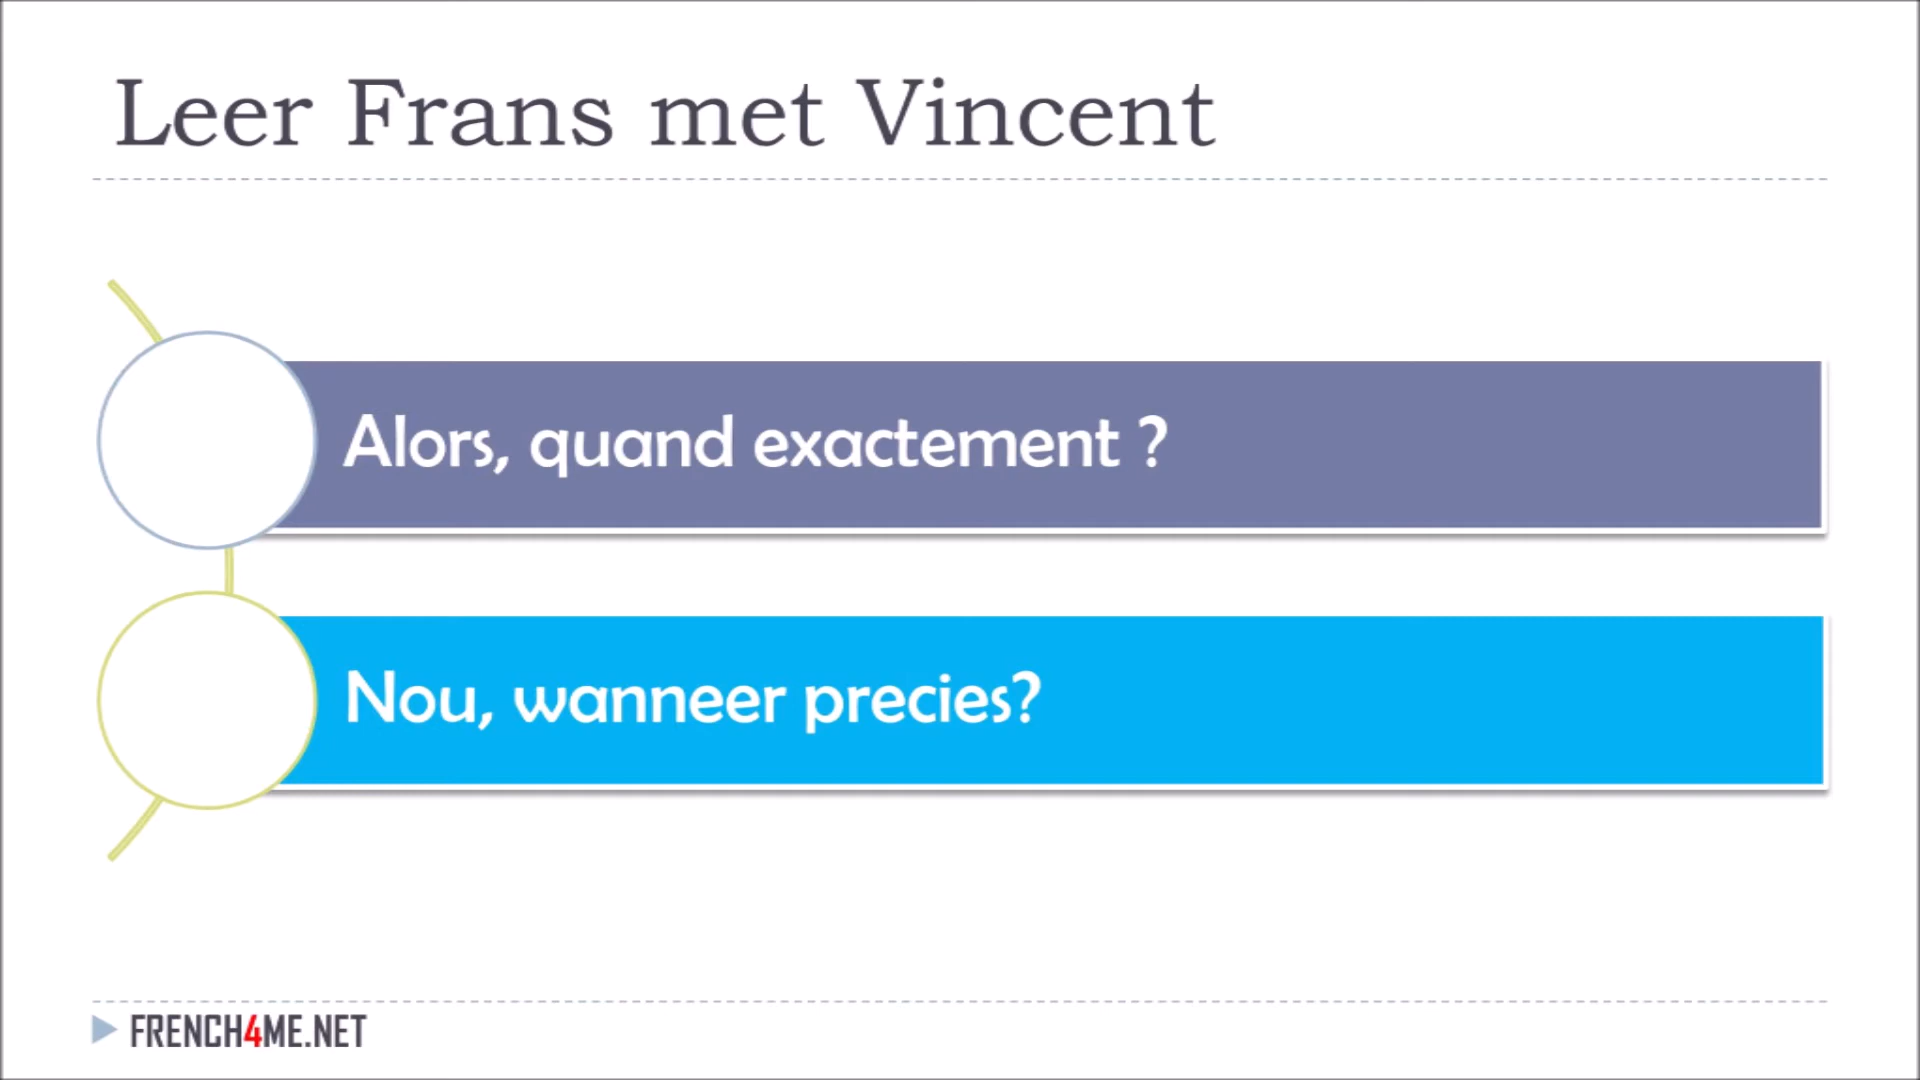 Leer Frans met Vincent
Alors, quand exactement ?
Nou, wanneer precies?
FRENCH4ME.NET